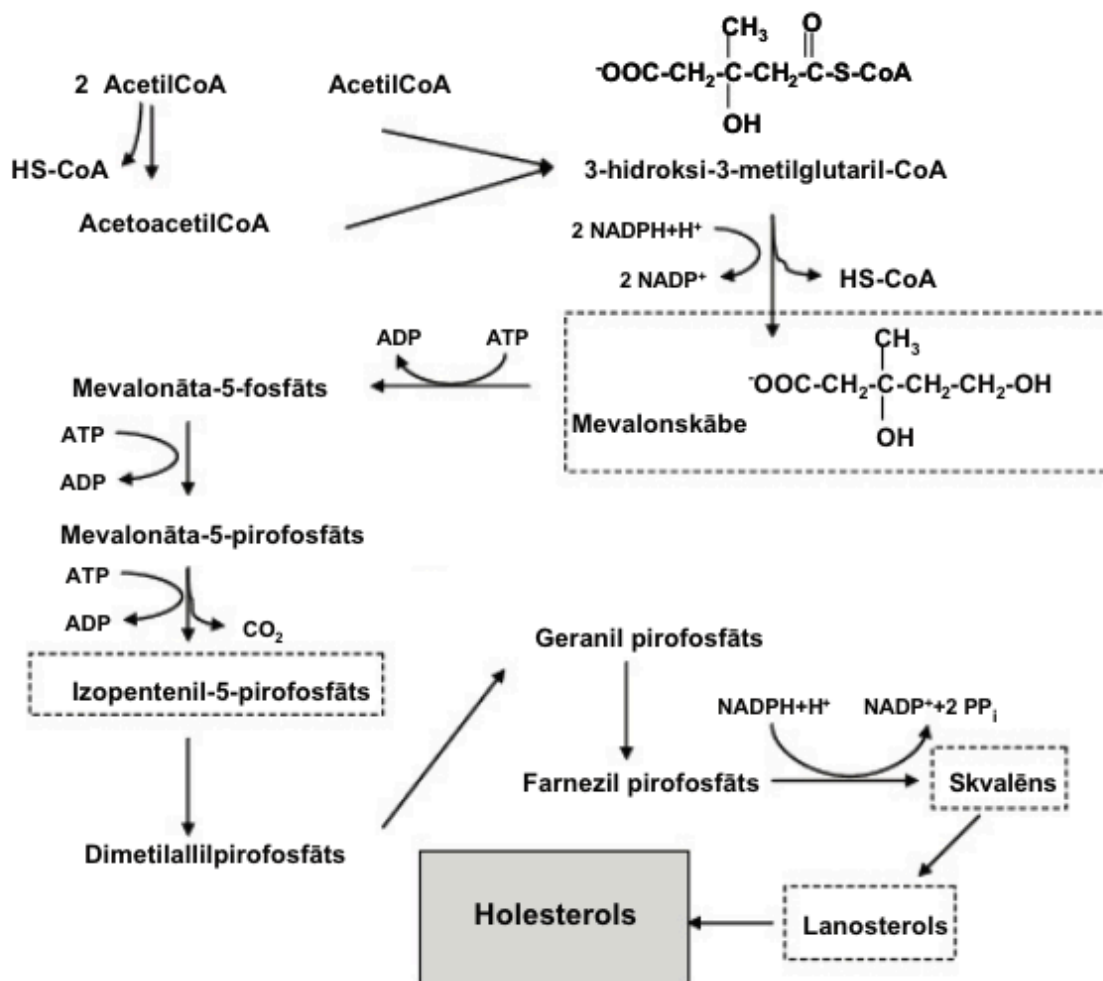 2 AcetilCoA
AcetilCoA
HS-CoA
AcetoacetilCoA
CH₃ O
⁻OOC-CH₂-C-CH₂-C-S-CoA
OH
3-hidroksi-3-metilglutaril-CoA
2 NADPH+H⁺
2 NADP⁺
HS-CoA
CH₃
⁻OOC-CH₂-C-CH₂-CH₂-OH
OH
Mevalonskābe
ADP
ATP
Mevalonāta-5-fosfāts
ATP
ADP
Mevalonāta-5-pirofosfāts
ATP
ADP
CO₂
Izopentenil-5-pirofosfāts
Dimetilallilpirofosfāts
Geranil pirofosfāts
NADPH+H⁺
NADP⁺+2 PPᵢ
Farnezil pirofosfāts
Skvalēns
Lanosterols
Holesterols